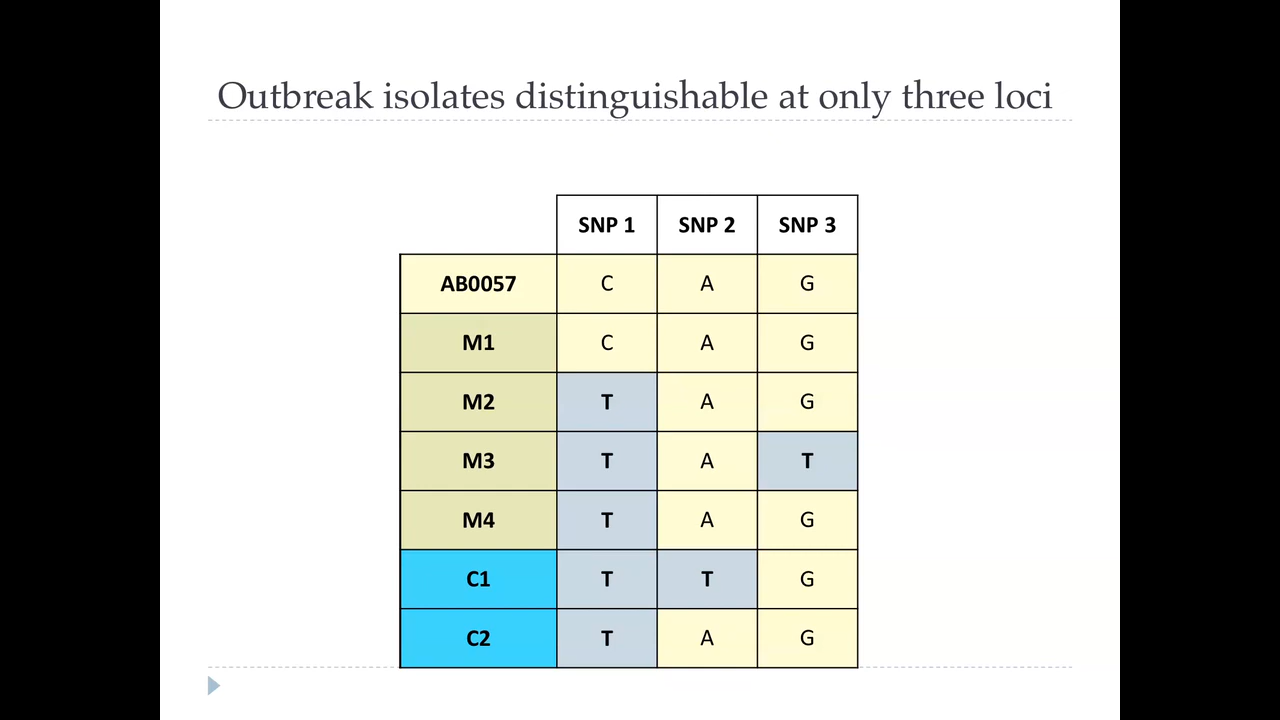 Outbreak isolates distinguishable at only three loci
SNP 1 SNP 2 SNP 3
AB0057 C A G
M1 C A G
M2 T A G
M3 T A T
M4 T A G
C1 T T G
C2 T A G